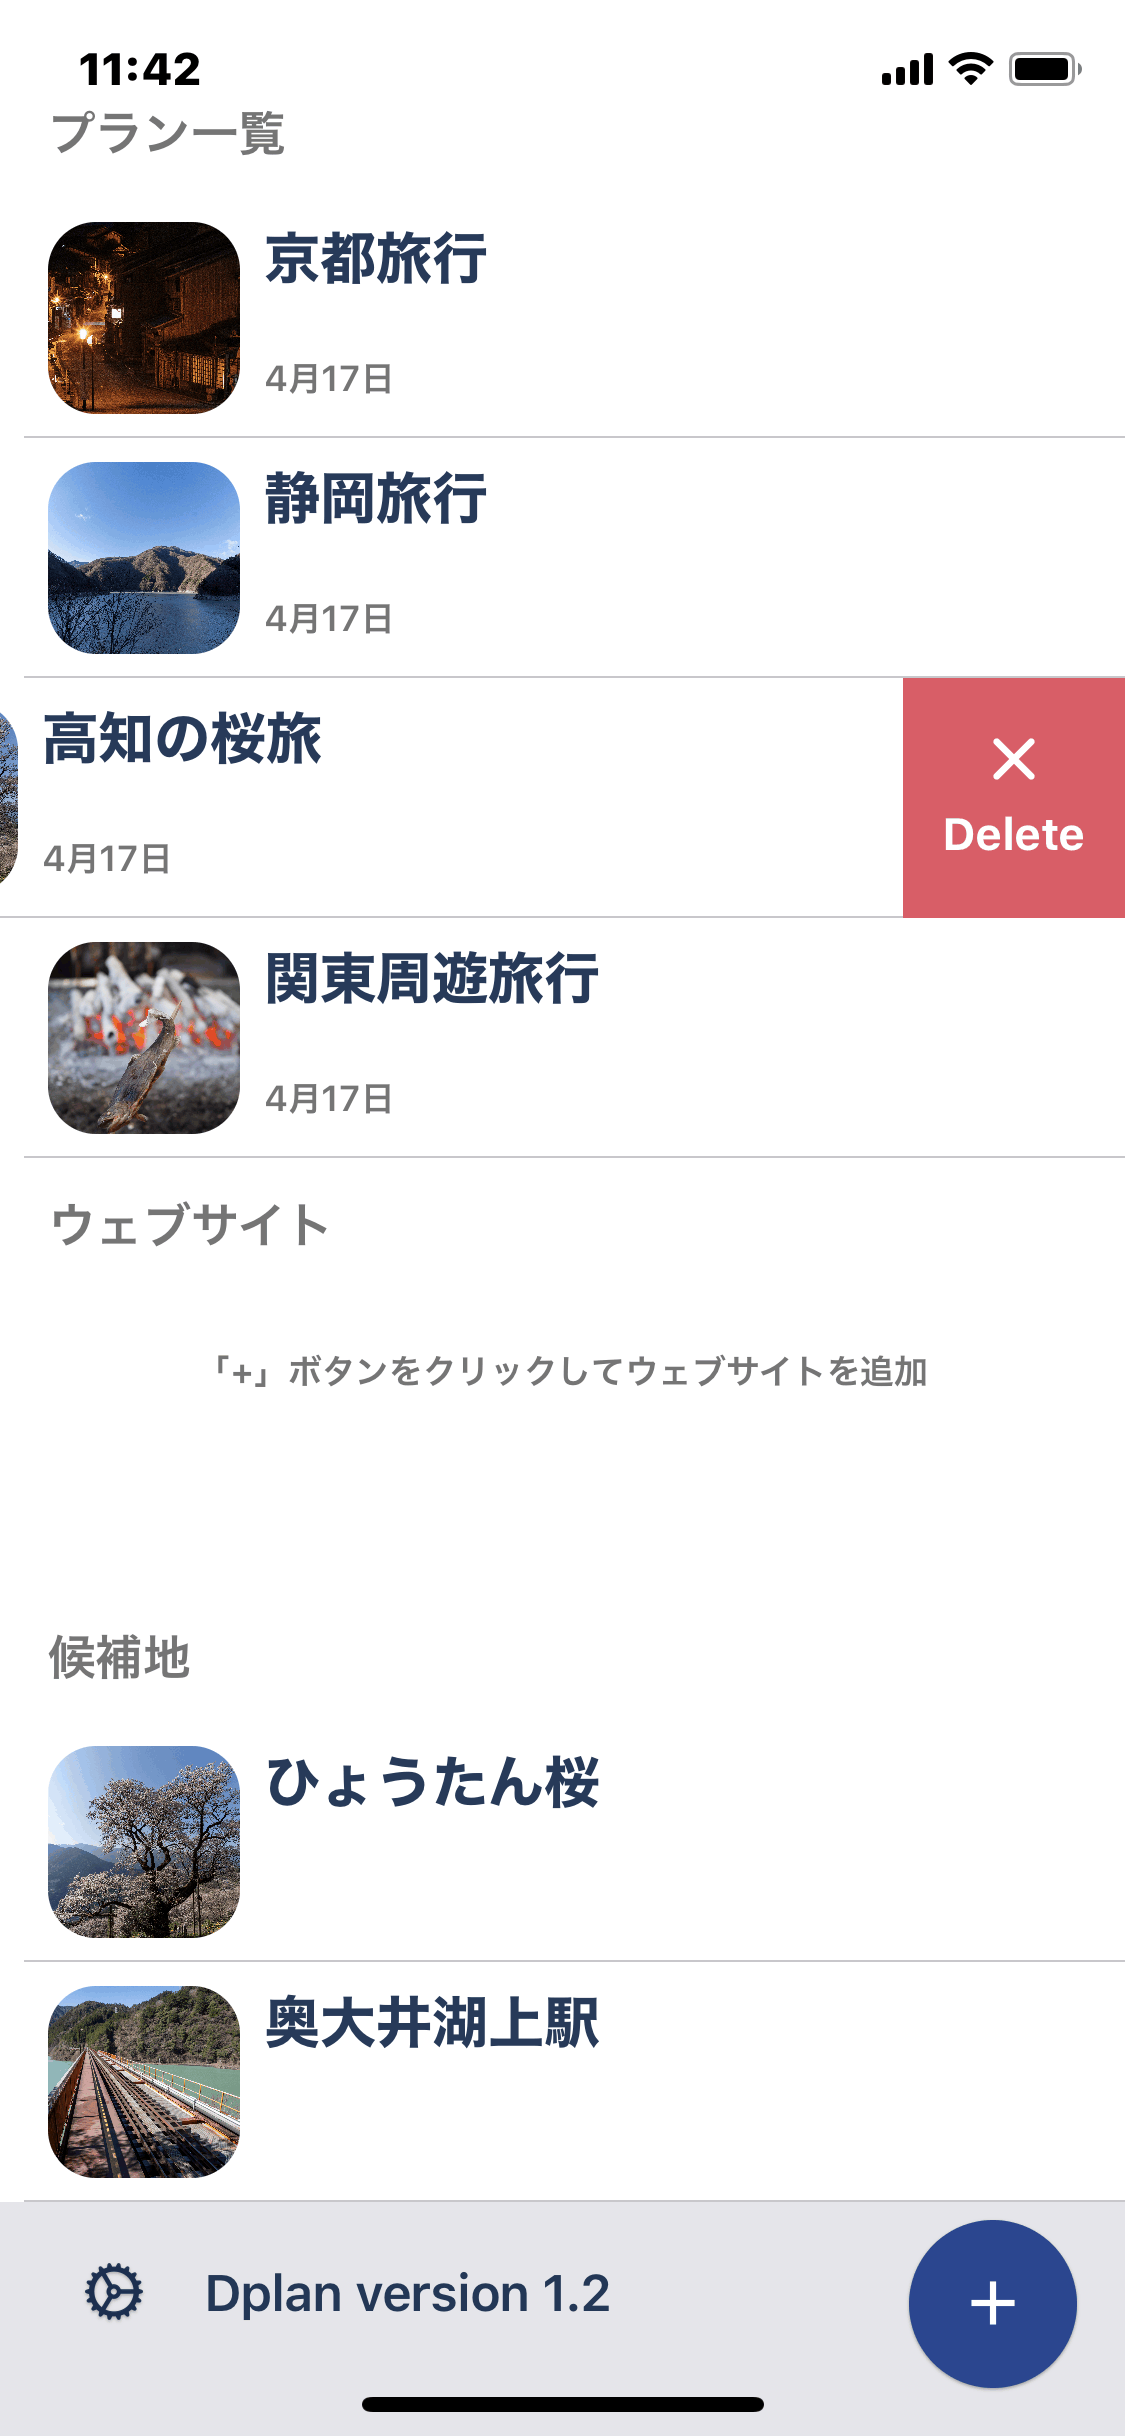 11:42
プラン一覧
京都旅行
4月17日
静岡旅行
4月17日
高知の桜旅
4月17日
Delete
関東周遊旅行
4月17日
ウェブサイト
「+」ボタンをクリックしてウェブサイトを追加
候補地
ひょうたん桜
奥大井湖上駅
Dplan version 1.2